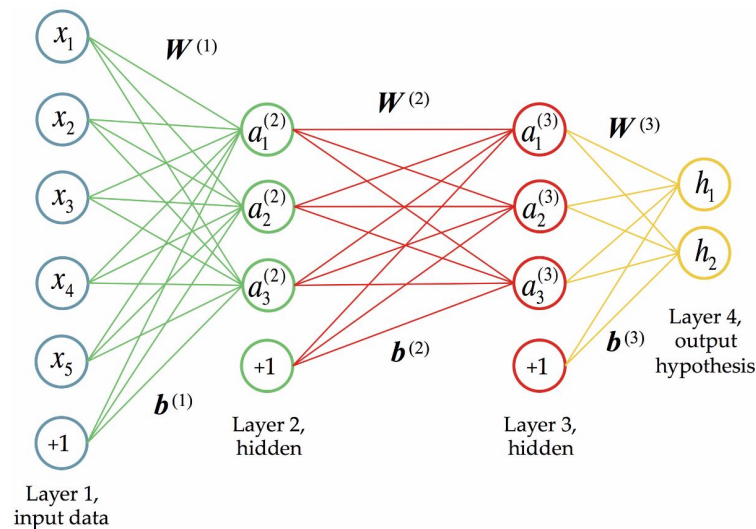 x₁
x₂
x₃
x₄
x₅
+1
Layer 1,
input data
W⁽¹⁾
b⁽¹⁾
a₁⁽²⁾
a₂⁽²⁾
a₃⁽²⁾
+1
Layer 2,
hidden
W⁽²⁾
b⁽²⁾
a₁⁽³⁾
a₂⁽³⁾
a₃⁽³⁾
+1
Layer 3,
hidden
W⁽³⁾
b⁽³⁾
h₁
h₂
Layer 4,
output
hypothesis